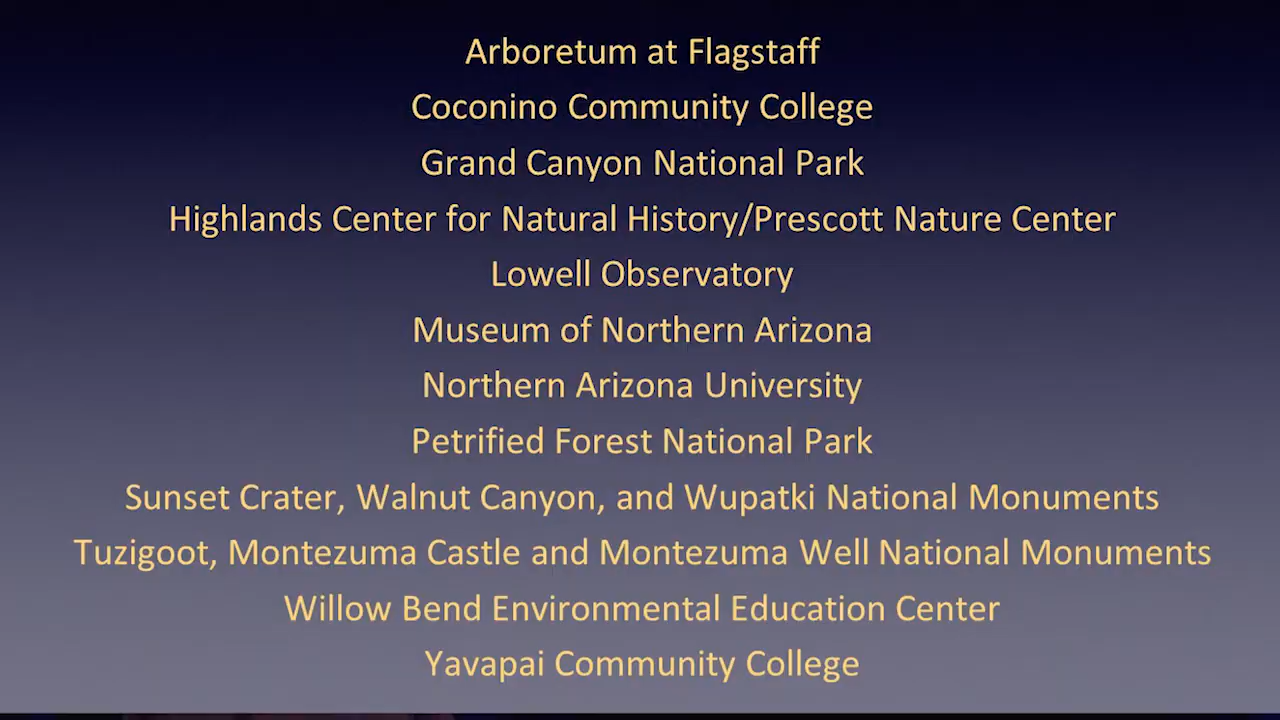 Arboretum at Flagstaff
Coconino Community College
Grand Canyon National Park
Highlands Center for Natural History/Prescott Nature Center
Lowell Observatory
Museum of Northern Arizona
Northern Arizona University
Petrified Forest National Park
Sunset Crater, Walnut Canyon, and Wupatki National Monuments
Tuzigoot, Montezuma Castle and Montezuma Well National Monuments
Willow Bend Environmental Education Center
Yavapai Community College